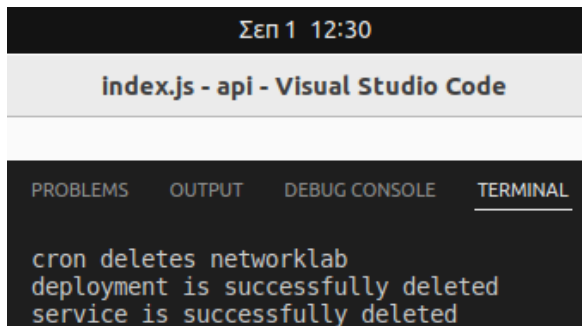 Σεπ 1 12:30
index.js - api - Visual Studio Code
PROBLEMS OUTPUT DEBUG CONSOLE TERMINAL
cron deletes networklab
deployment is successfully deleted
service is successfully deleted